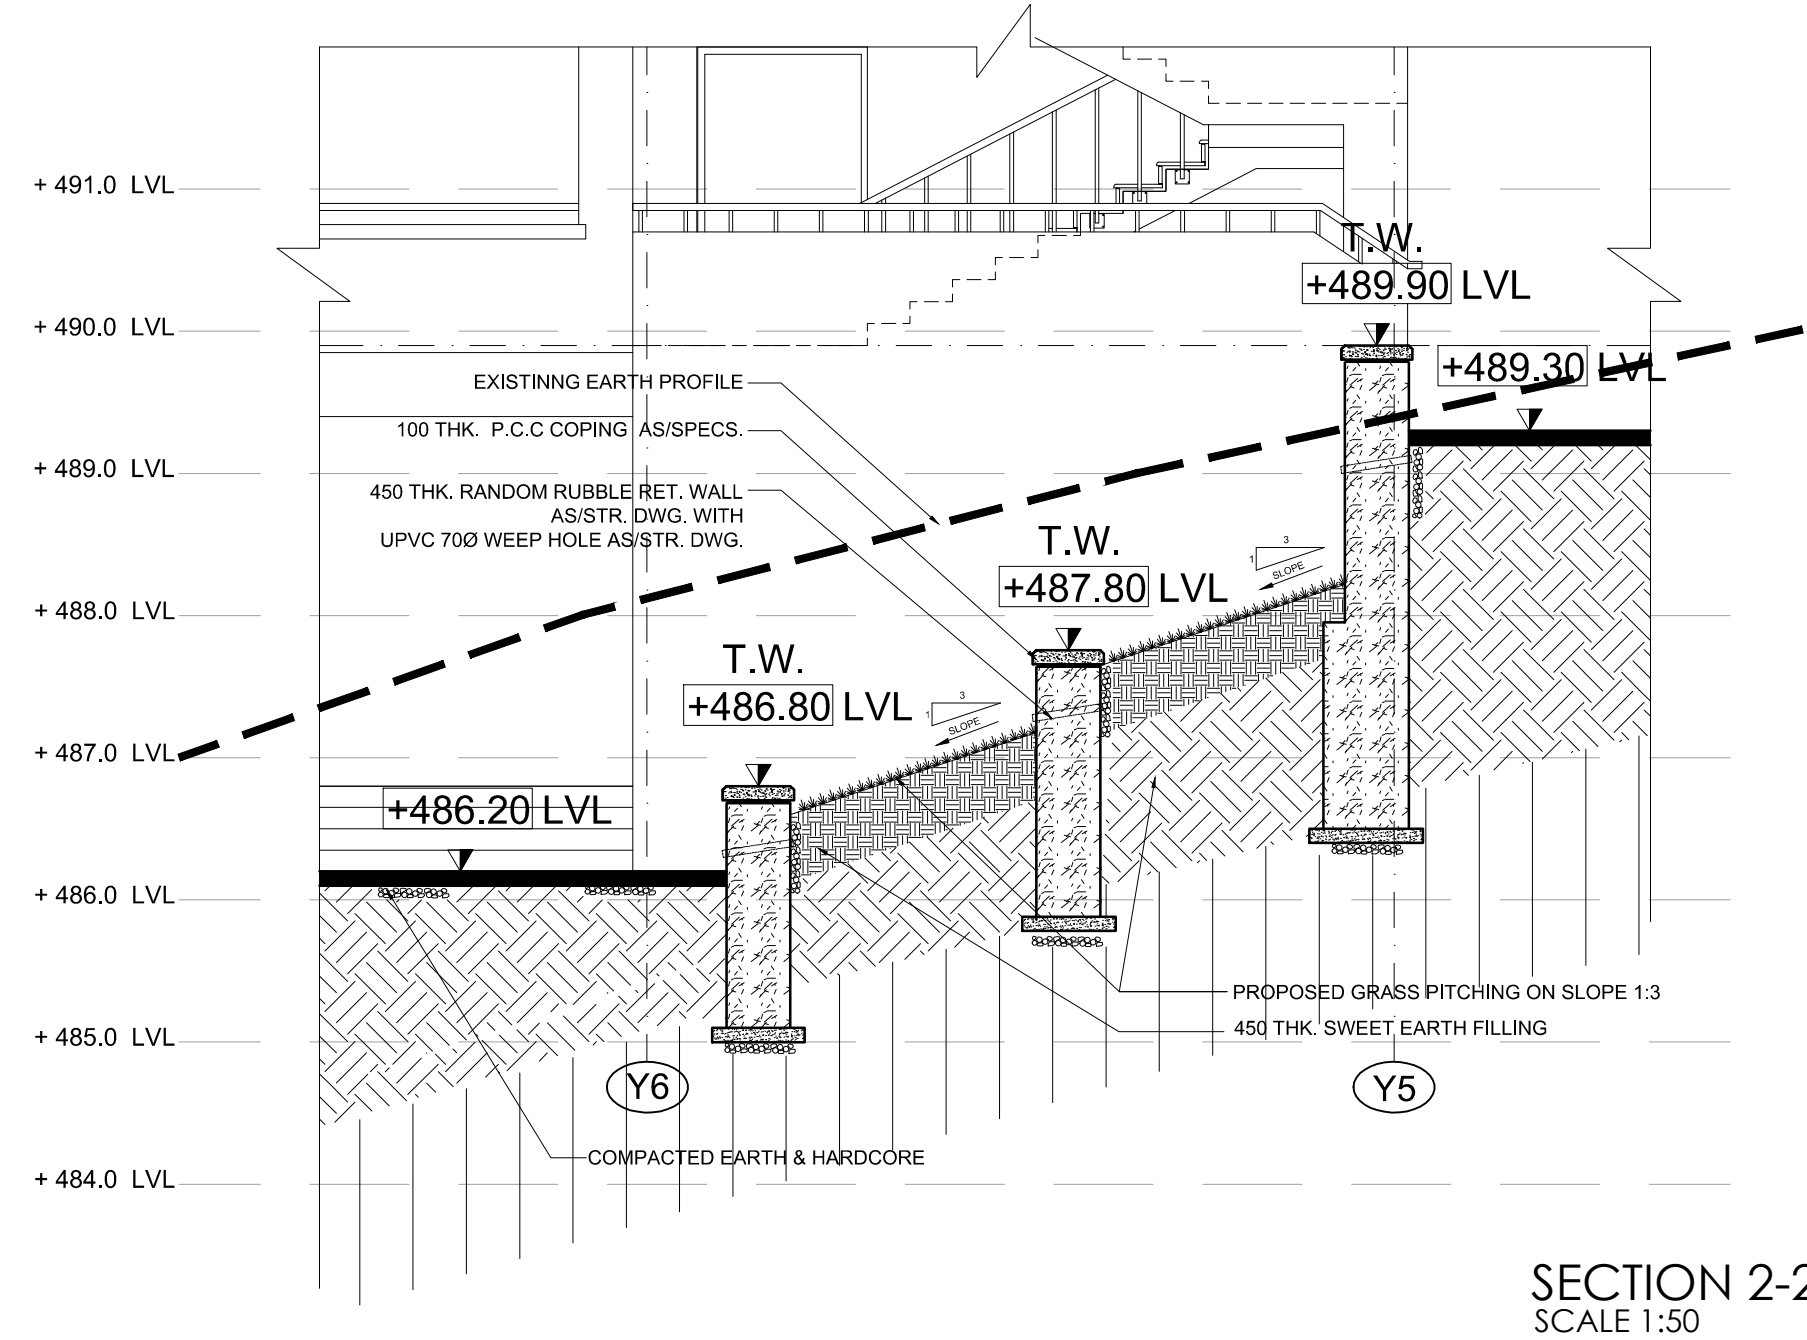 + 491.0 LVL
T.W.
+489.90 LVL
+ 490.0 LVL
+489.30 LVL
EXISTINNG EARTH PROFILE
100 THK. P.C.C COPING AS/SPECS.
+ 489.0 LVL
450 THK. RANDOM RUBBLE RET. WALL
AS/STR. DWG. WITH
UPVC 70Ø WEEP HOLE AS/STR. DWG.
T.W.
+487.80 LVL
3
1
SLOPE
+ 488.0 LVL
T.W.
+486.80 LVL
3
1
SLOPE
+ 487.0 LVL
+486.20 LVL
+ 486.0 LVL
PROPOSED GRASS PITCHING ON SLOPE 1:3
450 THK. SWEET EARTH FILLING
+ 485.0 LVL
Y6
Y5
COMPACTED EARTH & HARDCORE
+ 484.0 LVL
SECTION 2-2
SCALE 1:50